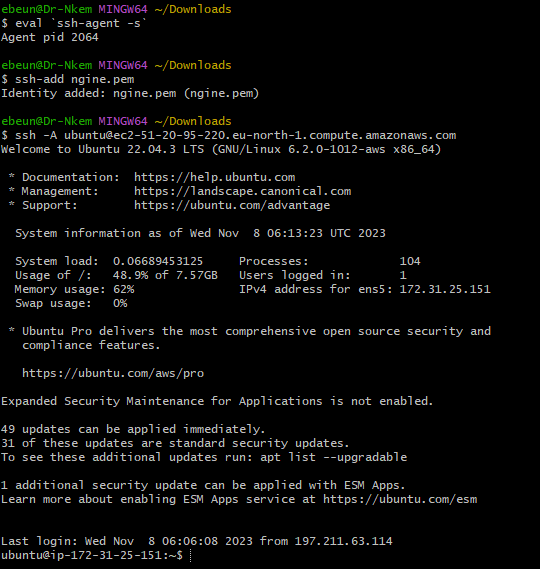 ebeun@Dr-Nkem MINGW64 ~/Downloads
$ eval `ssh-agent -s`
Agent pid 2064
ebeun@Dr-Nkem MINGW64 ~/Downloads
$ ssh-add ngine.pem
Identity added: ngine.pem (ngine.pem)
ebeun@Dr-Nkem MINGW64 ~/Downloads
$ ssh -A ubuntu@ec2-51-20-95-220.eu-north-1.compute.amazonaws.com
Welcome to Ubuntu 22.04.3 LTS (GNU/Linux 6.2.0-1012-aws x86_64)
* Documentation:  https://help.ubuntu.com
* Management:     https://landscape.canonical.com
* Support:        https://ubuntu.com/advantage
System information as of Wed Nov  8 06:13:23 UTC 2023
System load:  0.06689453125     Processes:             104
Usage of /:   48.9% of 7.57GB   Users logged in:       1
Memory usage: 62%               IPv4 address for ens5: 172.31.25.151
Swap usage:   0%
* Ubuntu Pro delivers the most comprehensive open source security and
compliance features.
https://ubuntu.com/aws/pro
Expanded Security Maintenance for Applications is not enabled.
49 updates can be applied immediately.
31 of these updates are standard security updates.
To see these additional updates run: apt list --upgradable
1 additional security update can be applied with ESM Apps.
Learn more about enabling ESM Apps service at https://ubuntu.com/esm
Last login: Wed Nov  8 06:06:08 2023 from 197.211.63.114
ubuntu@ip-172-31-25-151:~$